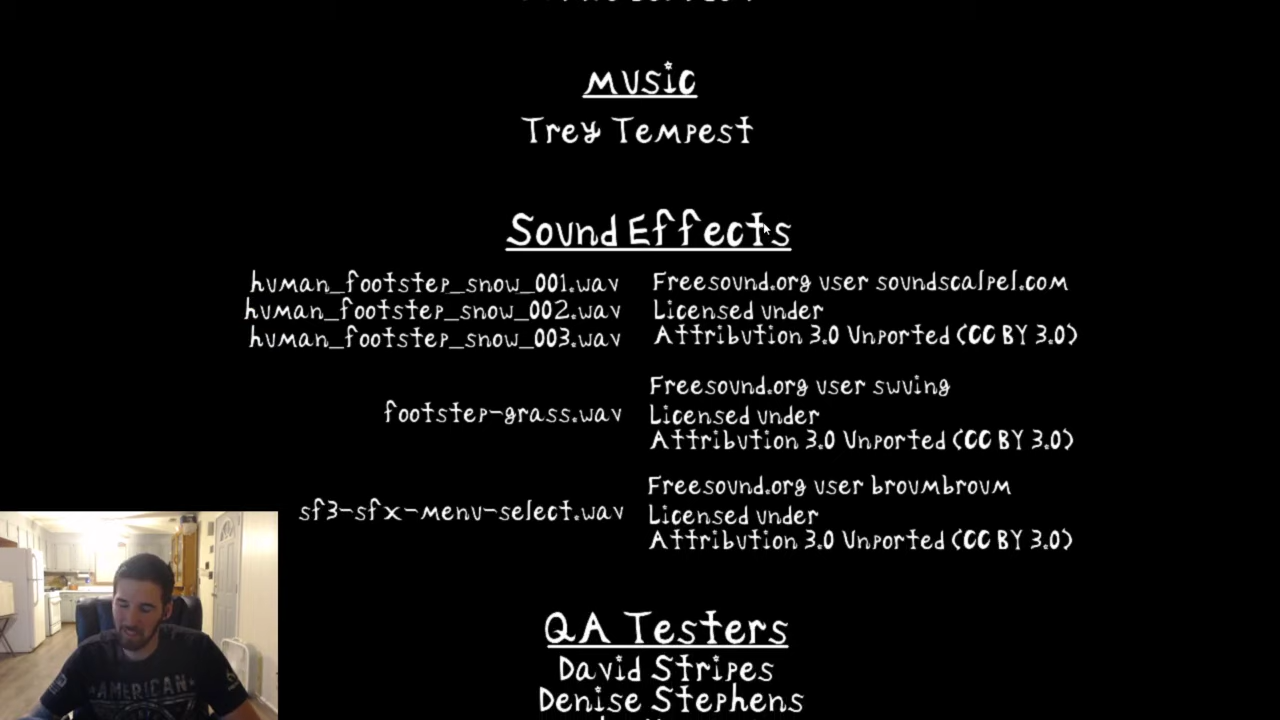 Music
Trey Tempest
Sound Effects
human_footstep_snow_001.wav Freesound.org user soundscalpel.com
human_footstep_snow_002.wav Licensed under
human_footstep_snow_003.wav Attribution 3.0 Unported (CC BY 3.0)
Freesound.org user swuing
footstep-grass.wav Licensed under
Attribution 3.0 Unported (CC BY 3.0)
Freesound.org user broumbroum
sf3-sfx-menu-select.wav Licensed under
Attribution 3.0 Unported (CC BY 3.0)
QA Testers
David Stripes
Denise Stephens
AMERICAN